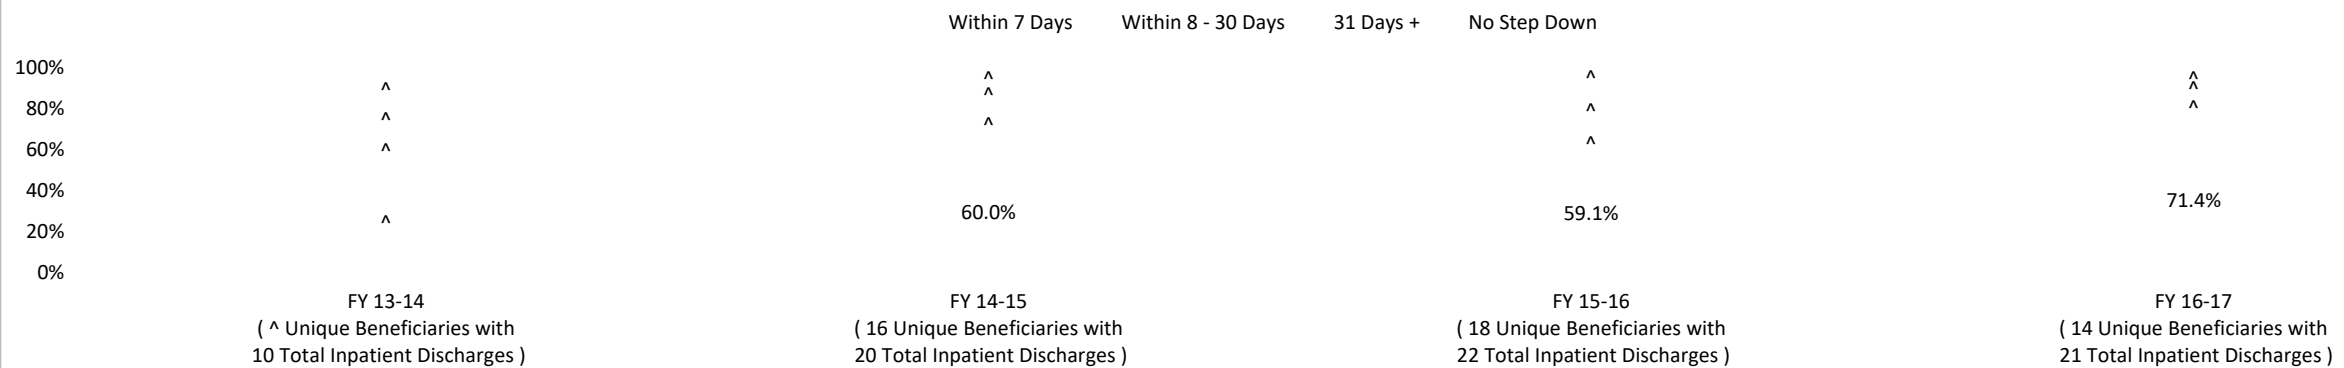 Within 7 Days Within 8 - 30 Days 31 Days + No Step Down
100%
80%
60%
40%
20%
0%
^
^
^
^
^
^
^
60.0%
^
^
^
59.1%
^
^
^
71.4%
FY 13-14
( ^ Unique Beneficiaries with
10 Total Inpatient Discharges )
FY 14-15
( 16 Unique Beneficiaries with
20 Total Inpatient Discharges )
FY 15-16
( 18 Unique Beneficiaries with
22 Total Inpatient Discharges )
FY 16-17
( 14 Unique Beneficiaries with
21 Total Inpatient Discharges )